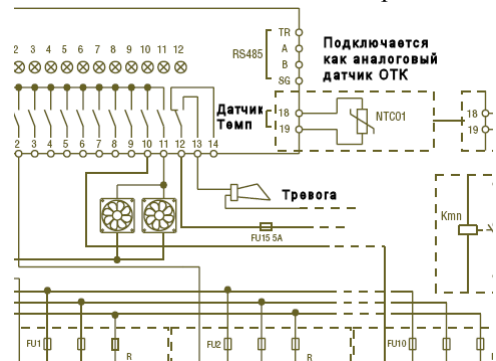 TR
A
B
SG
RS485
Подключается
как аналоговый
датчик ОТК
2 3 4 5 6 7 8 9 10 11 12
Датчик
Темп
18
19
NTC01
18
19
2 3 4 5 6 7 8 9 10 11 12 13 14
Тревога
FU15 5A
Kmn
FU1
R
FU2
R
FU10